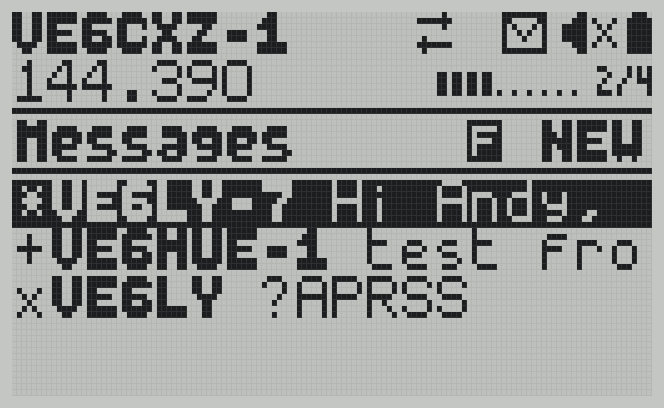 VE6CXZ-1
144.390 2/4
Messages F NEW
VE6LY-7 Hi Andy,
+VE6AUE-1 test fro
xVE6LY ?APRSS